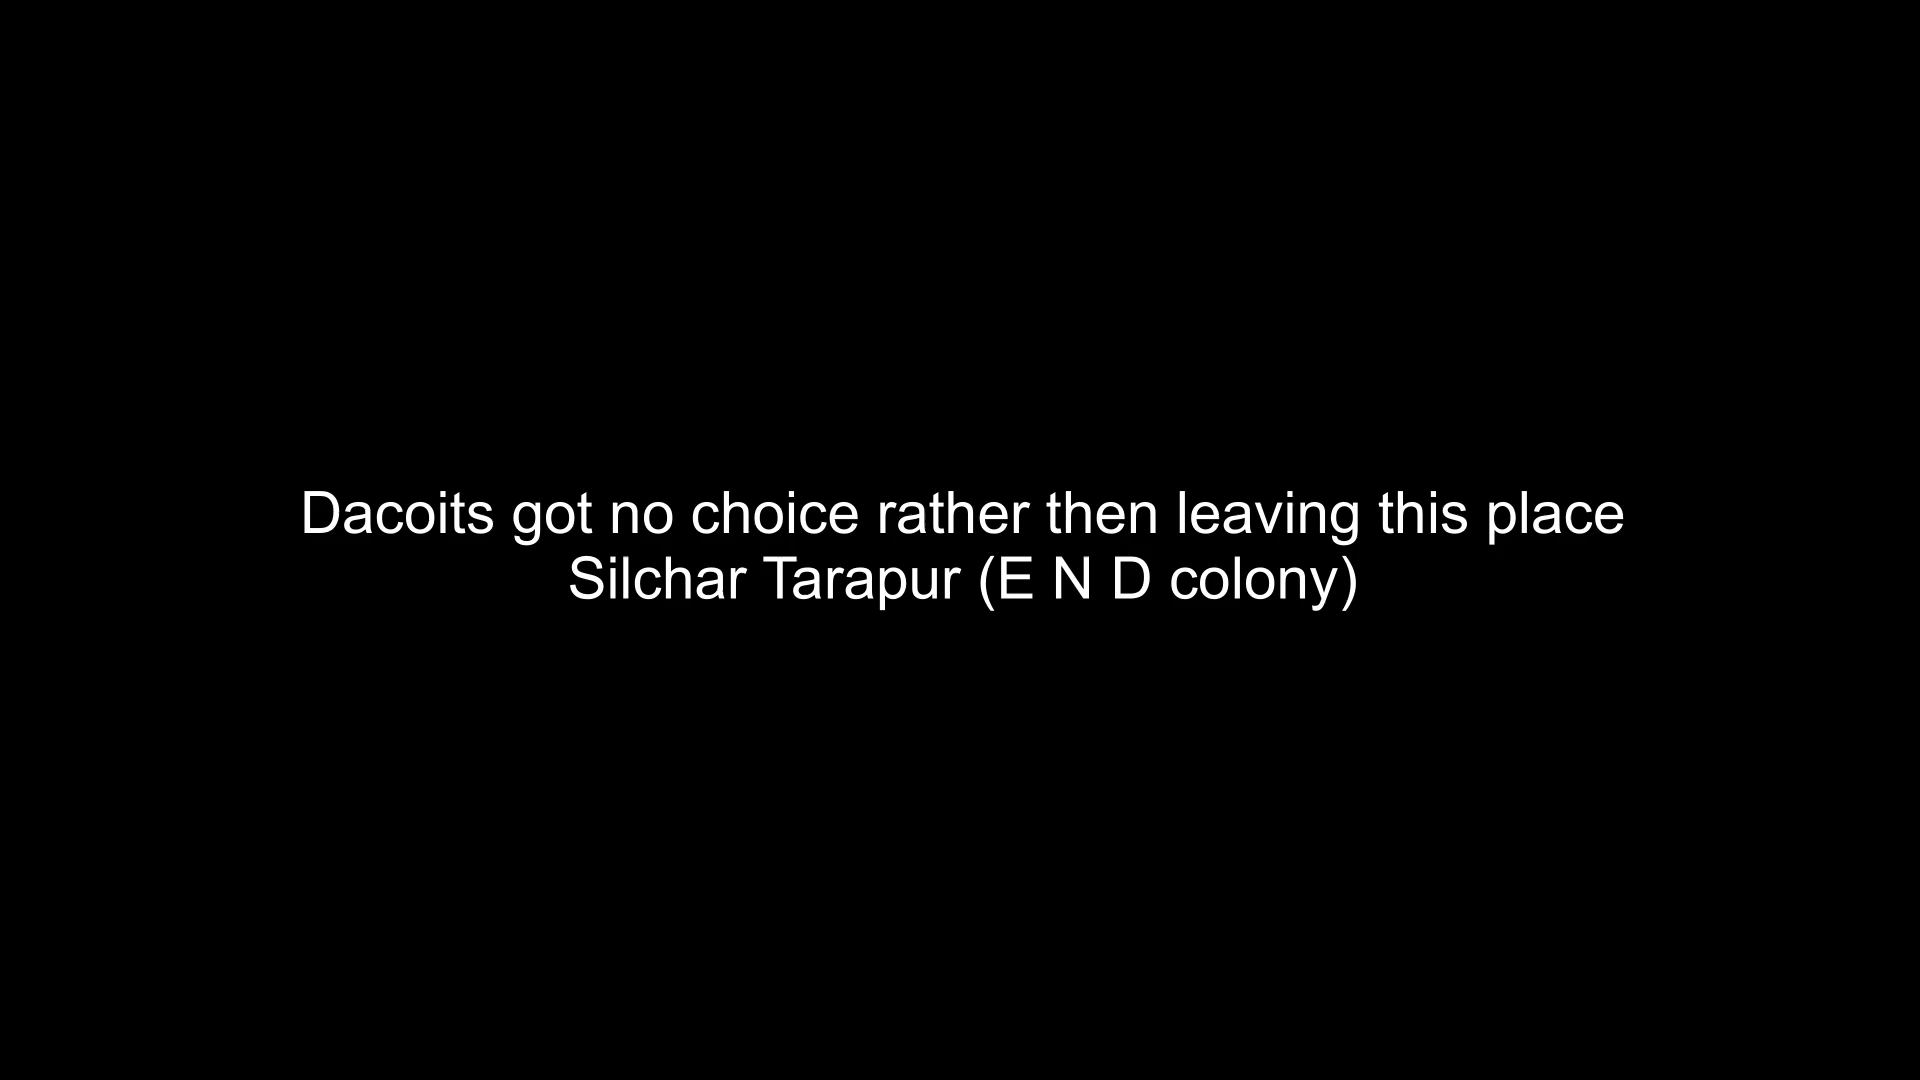 Dacoits got no choice rather then leaving this place
Silchar Tarapur (E N D colony)